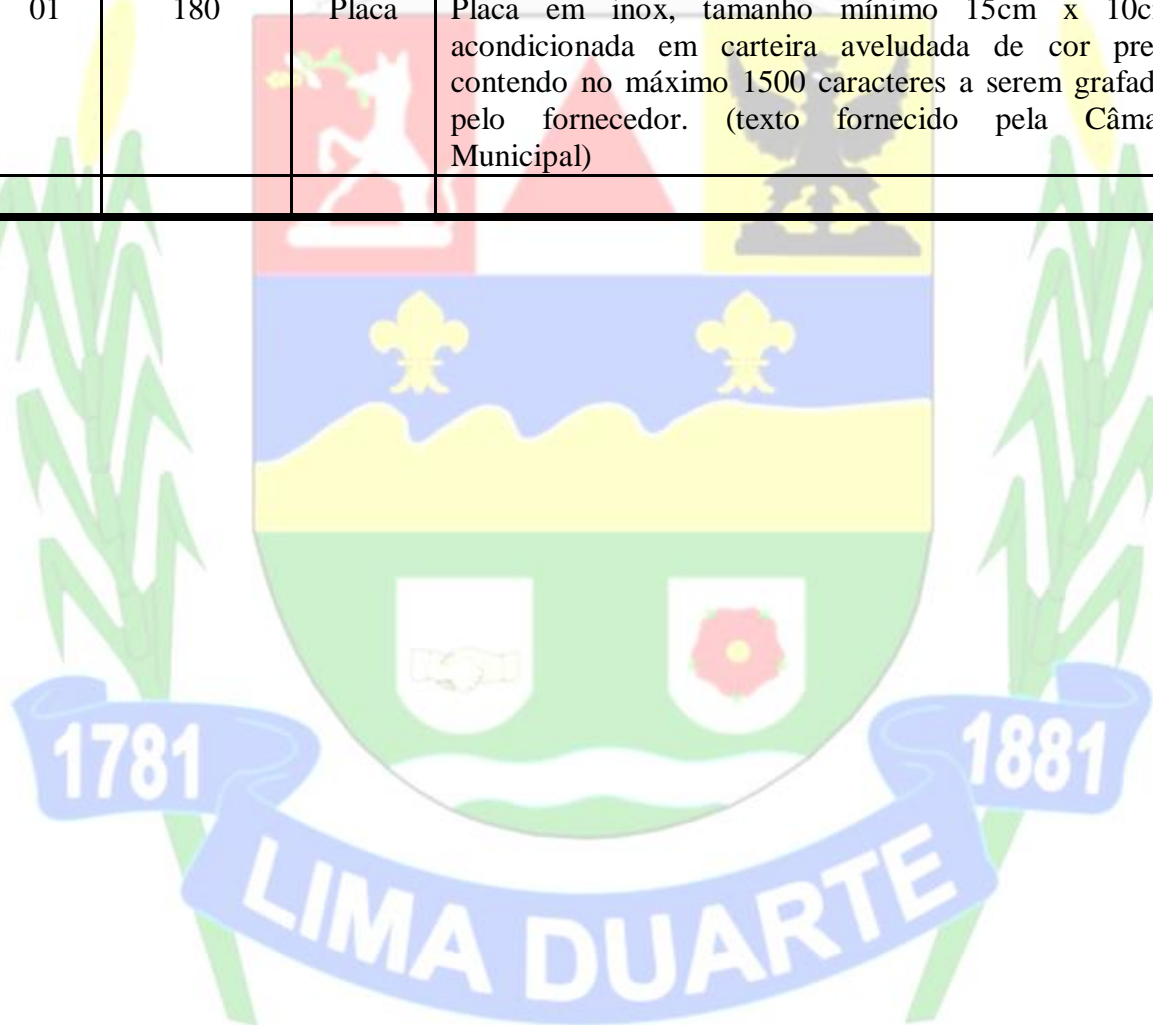 01 180 Placa Placa em inox, tamanho mínimo 15cm x
acondicionada em carteira aveludada de cor
contendo no máximo 1500 caracteres a serem
pelo fornecedor. (texto fornecido pela
Municipal)
1781 1881
LIMA DUARTE